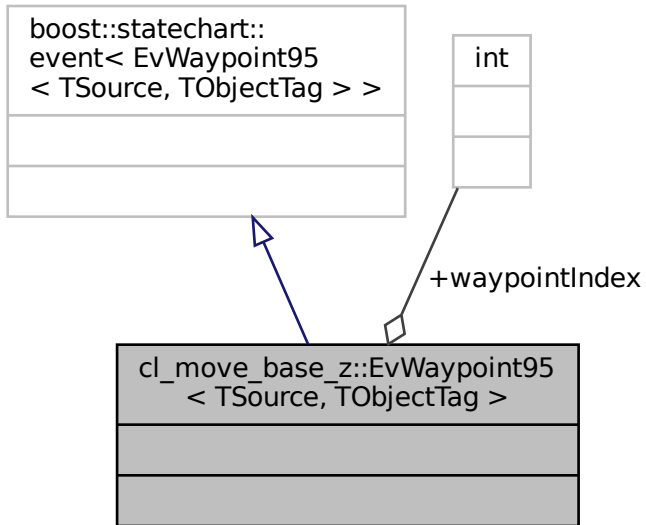 boost::statechart::
event< EvWaypoint95
< TSource, TObjectTag > >
int
+waypointIndex
cl_move_base_z::EvWaypoint95
< TSource, TObjectTag >